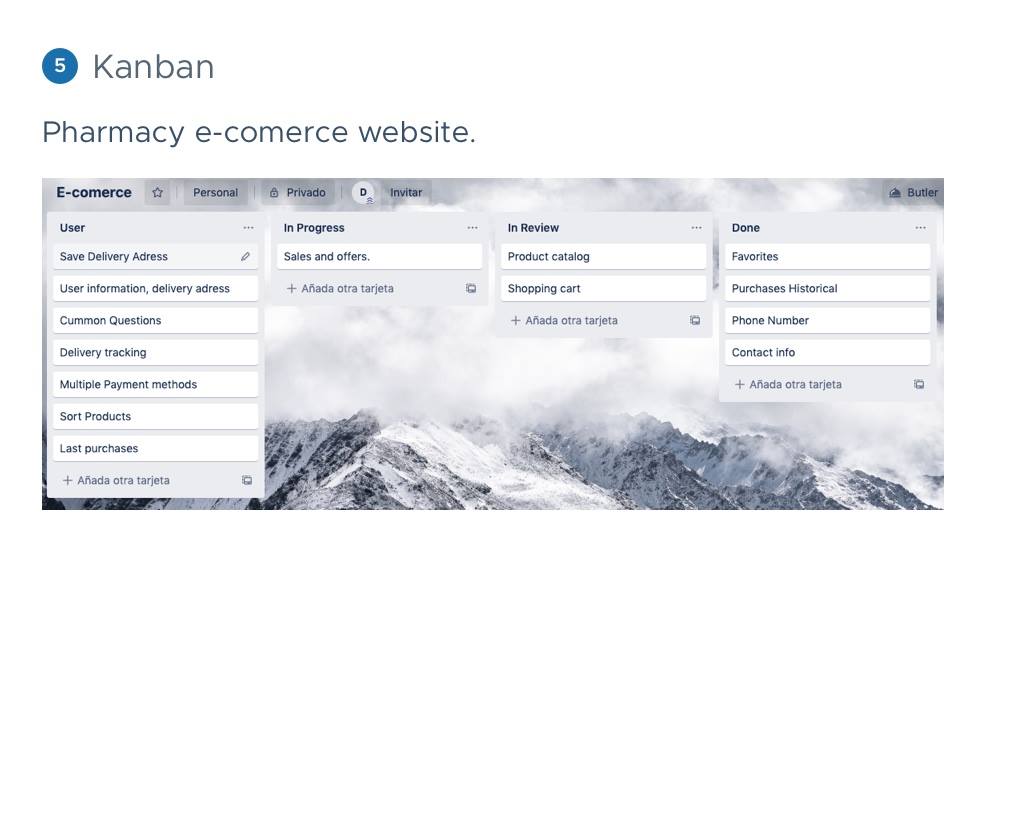 5 Kanban
Pharmacy e-comerce website.
E-comerce Personal Privado D Invitar Butler
User
Save Delivery Adress
User information, delivery adress
Cummon Questions
Delivery tracking
Multiple Payment methods
Sort Products
Last purchases
+ Añada otra tarjeta
In Progress
Sales and offers.
+ Añada otra tarjeta
In Review
Product catalog
Shopping cart
+ Añada otra tarjeta
Done
Favorites
Purchases Historical
Phone Number
Contact info
+ Añada otra tarjeta